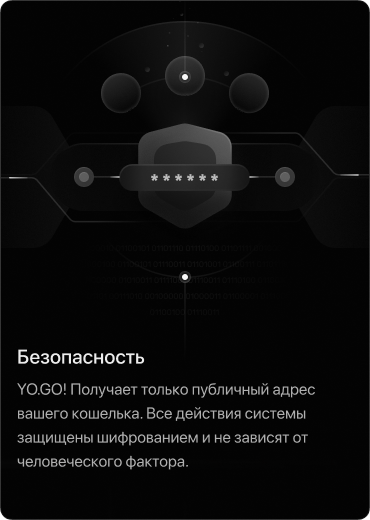 ******
Безопасность
YO.GO! Получает только публичный адрес
вашего кошелька. Все действия системы
защищены шифрованием и не зависят от
человеческого фактора.